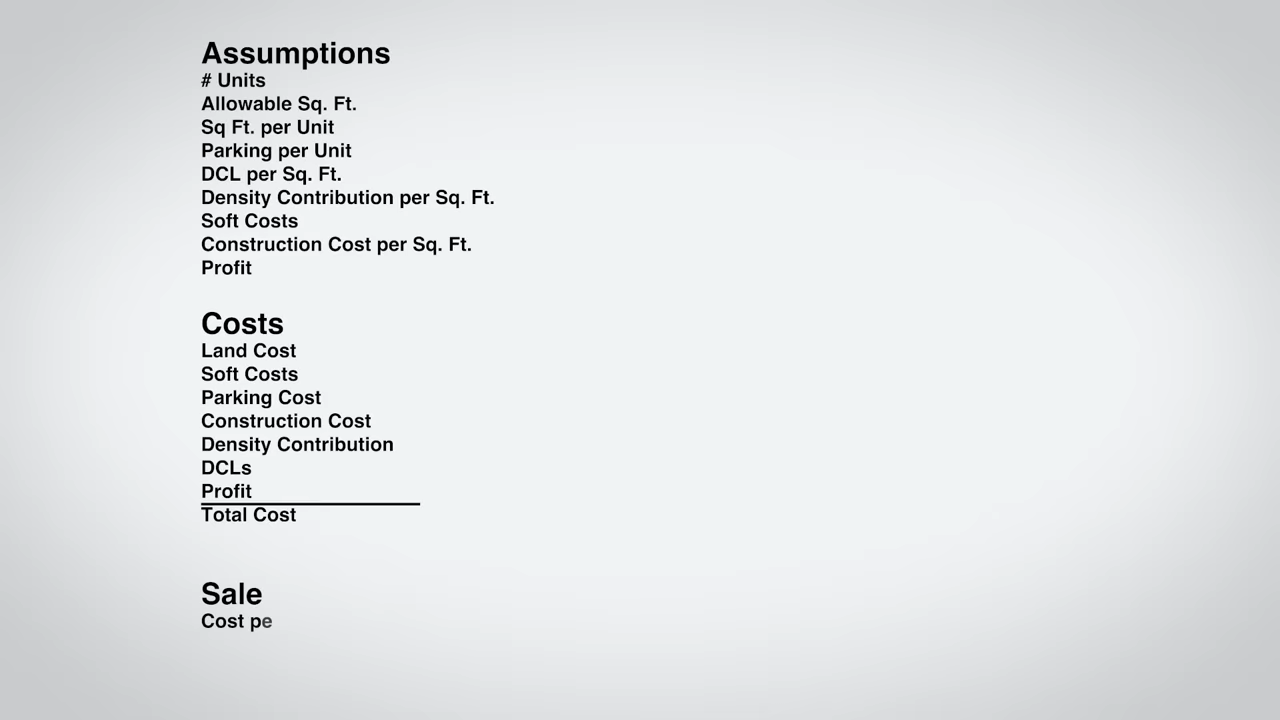 Assumptions
# Units
Allowable Sq. Ft.
Sq Ft. per Unit
Parking per Unit
DCL per Sq. Ft.
Density Contribution per Sq. Ft.
Soft Costs
Construction Cost per Sq. Ft.
Profit
Costs
Land Cost
Soft Costs
Parking Cost
Construction Cost
Density Contribution
DCLs
Profit
Total Cost
Sale
Cost pe